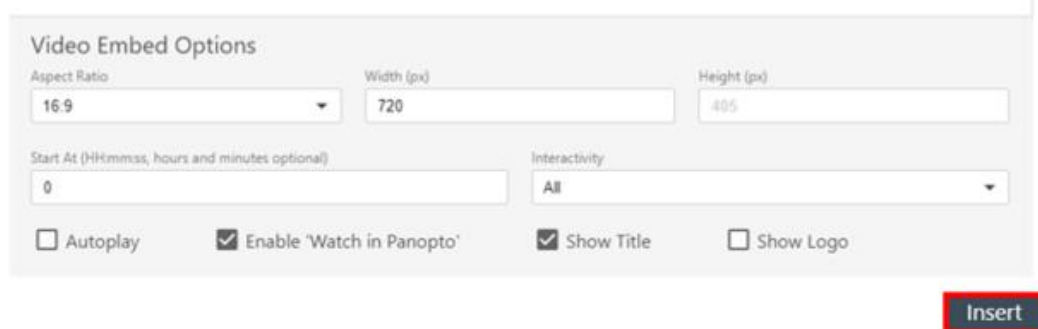 Video Embed Options
Aspect Ratio Width (px) Height (px)
16:9 720 405
Start At (HH:mm:ss, hours and minutes optional) Interactivity
0 All
Autoplay Enable 'Watch in Panopto' Show Title Show Logo
Insert